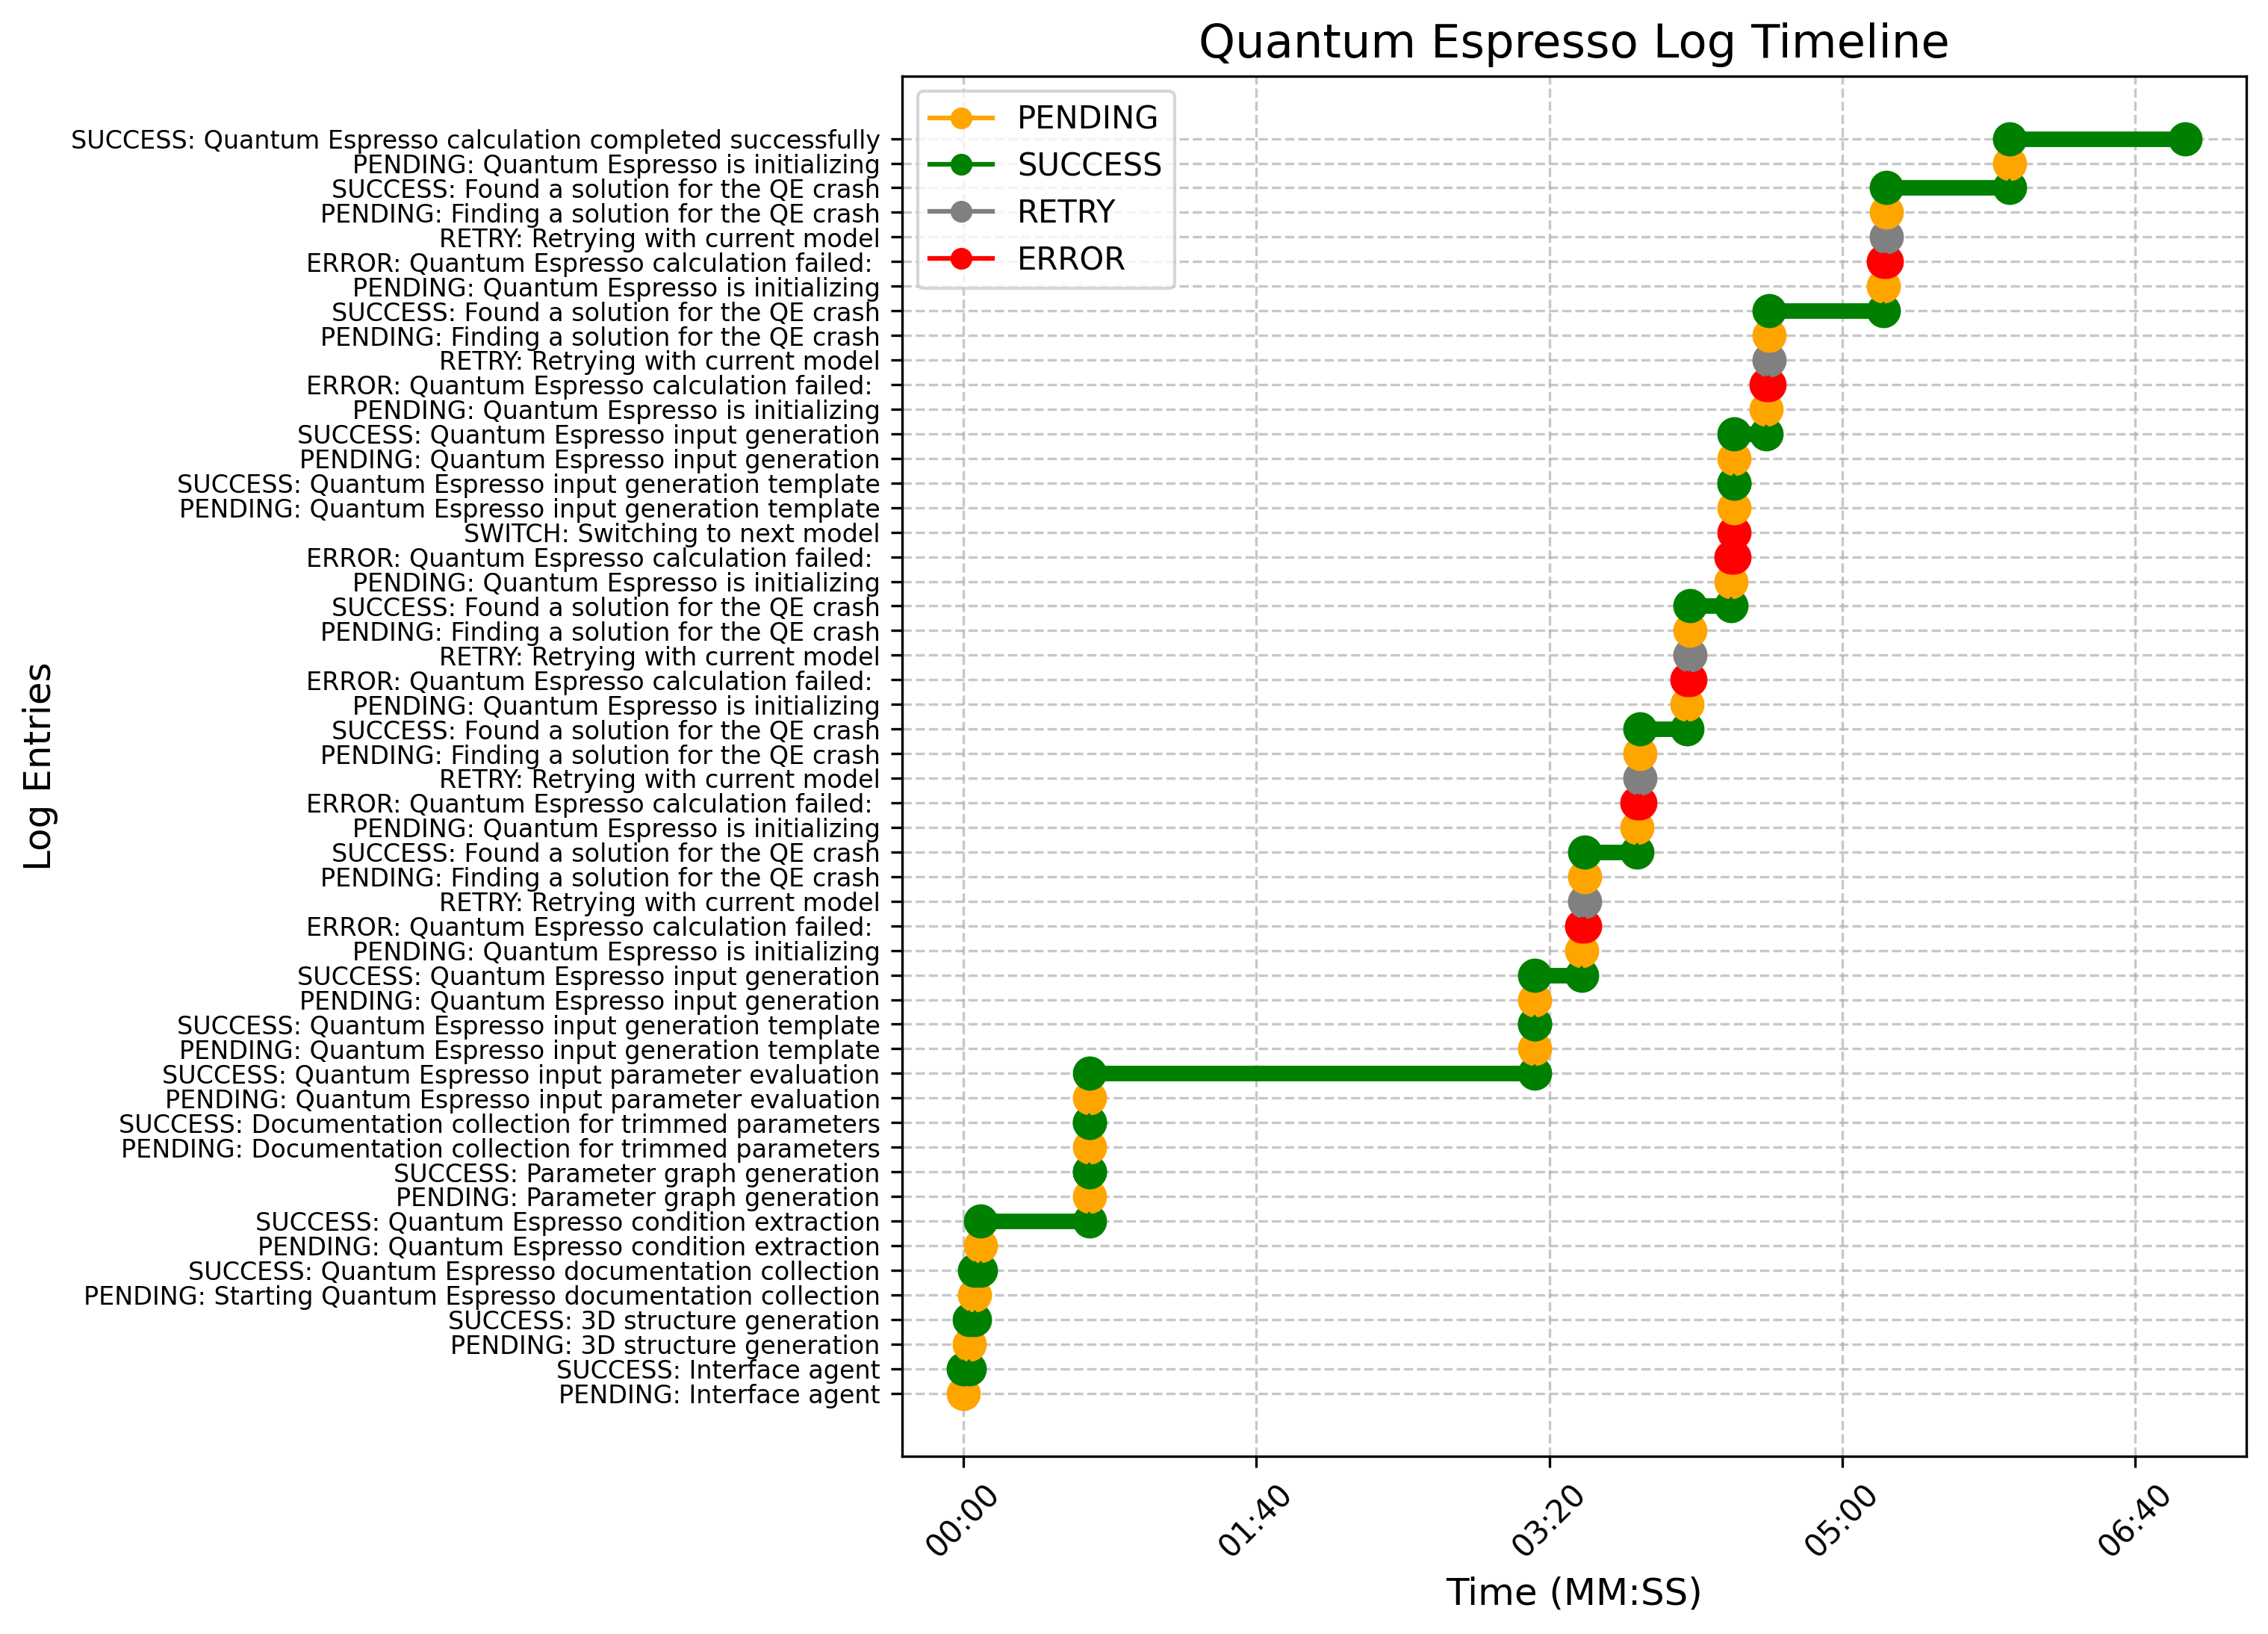 Quantum Espresso Log Timeline
PENDING
SUCCESS
RETRY
ERROR
SUCCESS: Quantum Espresso calculation completed successfully
PENDING: Quantum Espresso is initializing
SUCCESS: Found a solution for the QE crash
PENDING: Finding a solution for the QE crash
RETRY: Retrying with current model
ERROR: Quantum Espresso calculation failed:
PENDING: Quantum Espresso is initializing
SUCCESS: Found a solution for the QE crash
PENDING: Finding a solution for the QE crash
RETRY: Retrying with current model
ERROR: Quantum Espresso calculation failed:
PENDING: Quantum Espresso is initializing
SUCCESS: Quantum Espresso input generation
PENDING: Quantum Espresso input generation
SUCCESS: Quantum Espresso input generation template
PENDING: Quantum Espresso input generation template
SWITCH: Switching to next model
ERROR: Quantum Espresso calculation failed:
PENDING: Quantum Espresso is initializing
SUCCESS: Found a solution for the QE crash
PENDING: Finding a solution for the QE crash
RETRY: Retrying with current model
ERROR: Quantum Espresso calculation failed:
PENDING: Quantum Espresso is initializing
SUCCESS: Found a solution for the QE crash
PENDING: Finding a solution for the QE crash
RETRY: Retrying with current model
ERROR: Quantum Espresso calculation failed:
PENDING: Quantum Espresso is initializing
SUCCESS: Found a solution for the QE crash
PENDING: Finding a solution for the QE crash
RETRY: Retrying with current model
ERROR: Quantum Espresso calculation failed:
PENDING: Quantum Espresso is initializing
SUCCESS: Quantum Espresso input generation
PENDING: Quantum Espresso input generation
SUCCESS: Quantum Espresso input generation template
PENDING: Quantum Espresso input generation template
SUCCESS: Quantum Espresso input parameter evaluation
PENDING: Quantum Espresso input parameter evaluation
SUCCESS: Documentation collection for trimmed parameters
PENDING: Documentation collection for trimmed parameters
SUCCESS: Parameter graph generation
PENDING: Parameter graph generation
SUCCESS: Quantum Espresso condition extraction
PENDING: Quantum Espresso condition extraction
SUCCESS: Quantum Espresso documentation collection
PENDING: Starting Quantum Espresso documentation collection
SUCCESS: 3D structure generation
PENDING: 3D structure generation
SUCCESS: Interface agent
PENDING: Interface agent
Log Entries
00:00
01:40
03:20
05:00
06:40
Time (MM:SS)